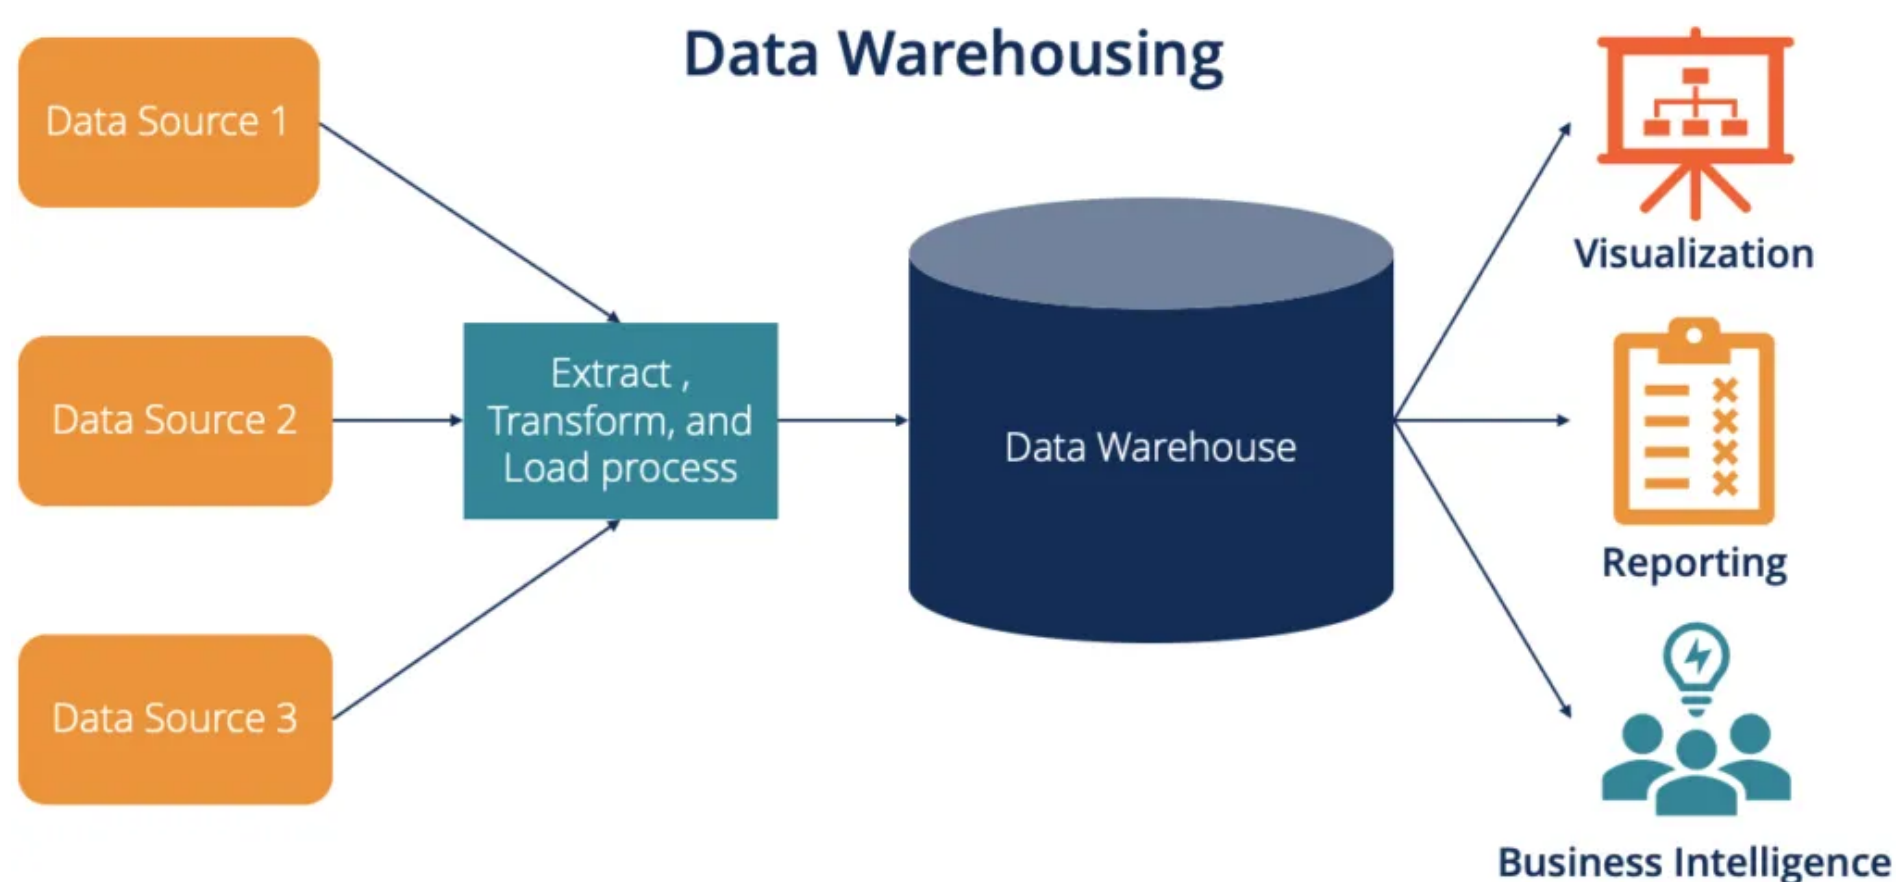 Data Warehousing
Data Source 1
Data Source 2
Data Source 3
Extract ,
Transform, and
Load process
Data Warehouse
Visualization
Reporting
Business Intelligence